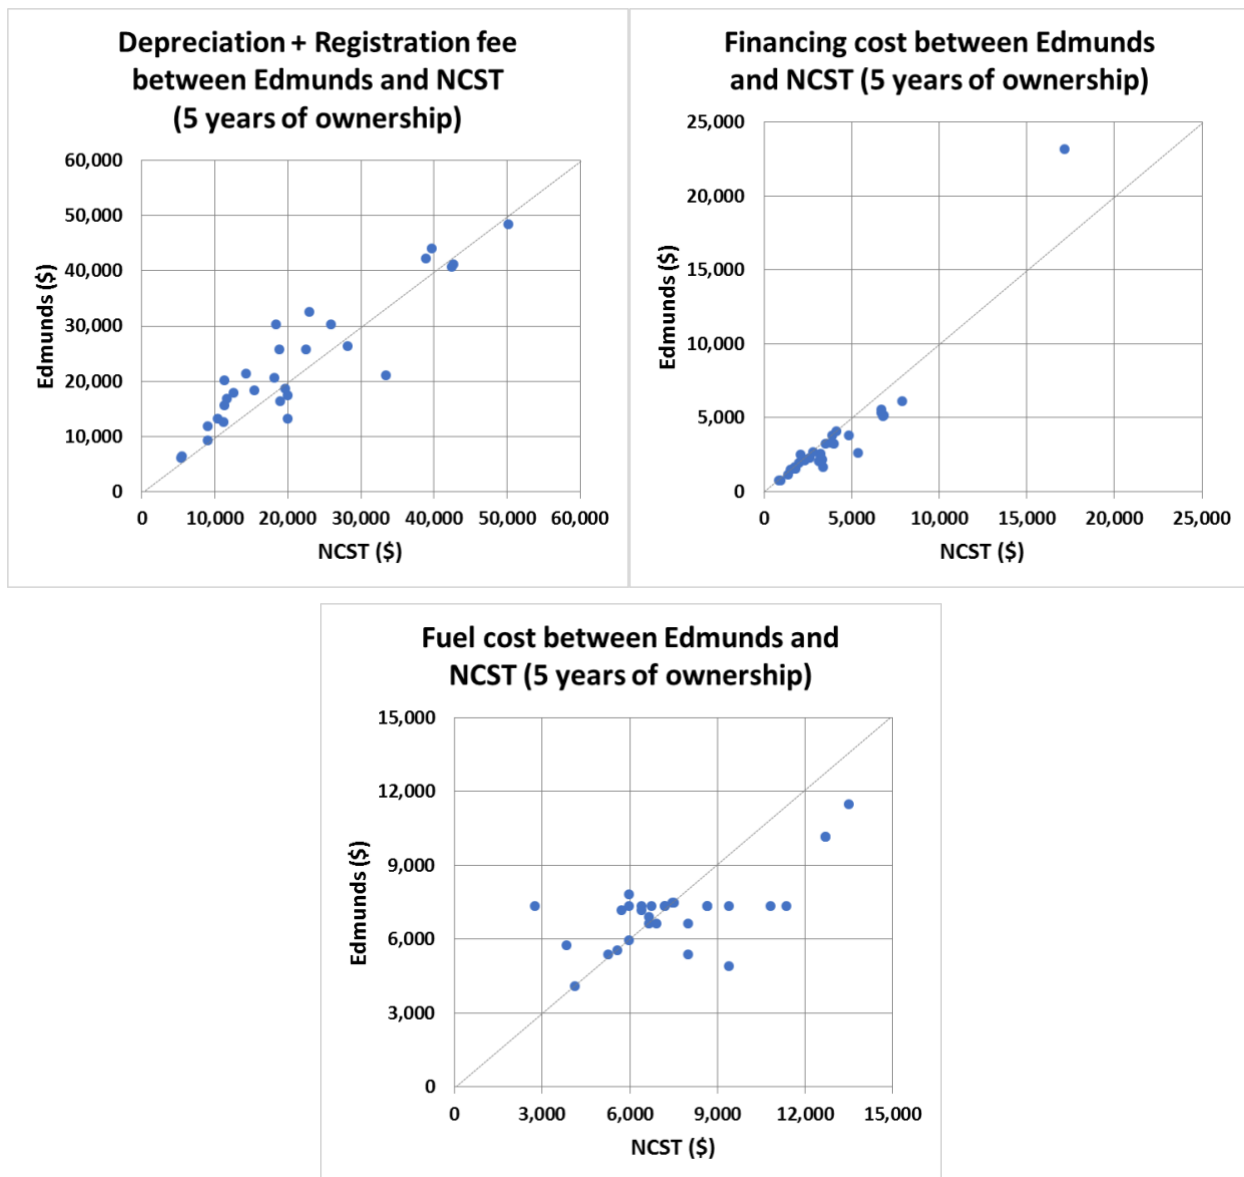 Depreciation + Registration fee
between Edmunds and NCST
(5 years of ownership)
60,000
50,000
40,000
30,000
20,000
10,000
0
Edmunds ($)
0 10,000 20,000 30,000 40,000 50,000 60,000
NCST ($)
Financing cost between Edmunds
and NCST (5 years of ownership)
25,000
20,000
15,000
10,000
5,000
0
Edmunds ($)
0 5,000 10,000 15,000 20,000 25,000
NCST ($)
Fuel cost between Edmunds and
NCST (5 years of ownership)
15,000
12,000
9,000
6,000
3,000
0
Edmunds ($)
0 3,000 6,000 9,000 12,000 15,000
NCST ($)